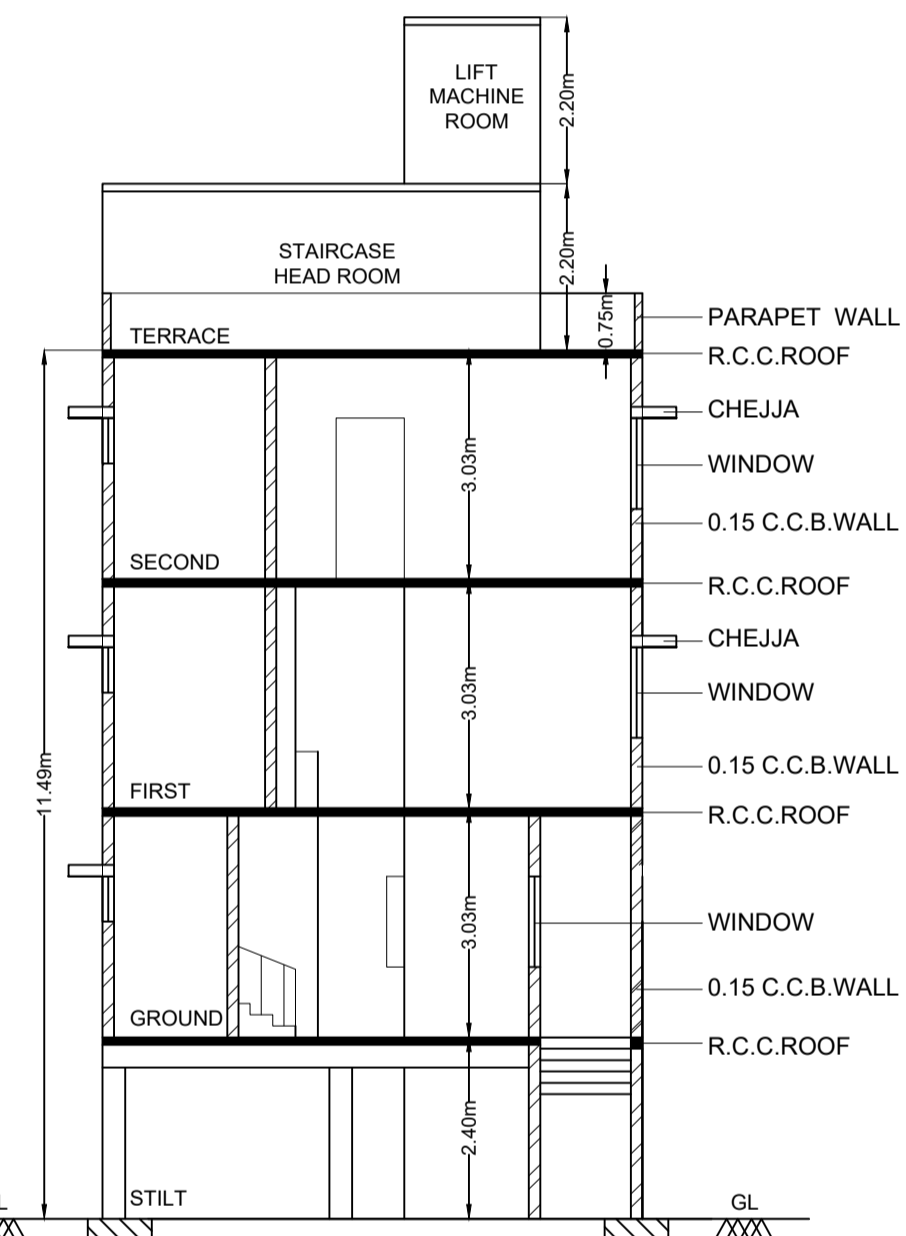 LIFT
MACHINE
ROOM
2.20m
STAIRCASE
HEAD ROOM
2.20m
0.75m
TERRACE
PARAPET WALL
R.C.C.ROOF
CHEJJA
3.03m
WINDOW
0.15 C.C.B.WALL
SECOND
R.C.C.ROOF
CHEJJA
3.03m
WINDOW
11.49m
0.15 C.C.B.WALL
FIRST
R.C.C.ROOF
3.03m
WINDOW
0.15 C.C.B.WALL
GROUND
R.C.C.ROOF
2.40m
STILT
GL